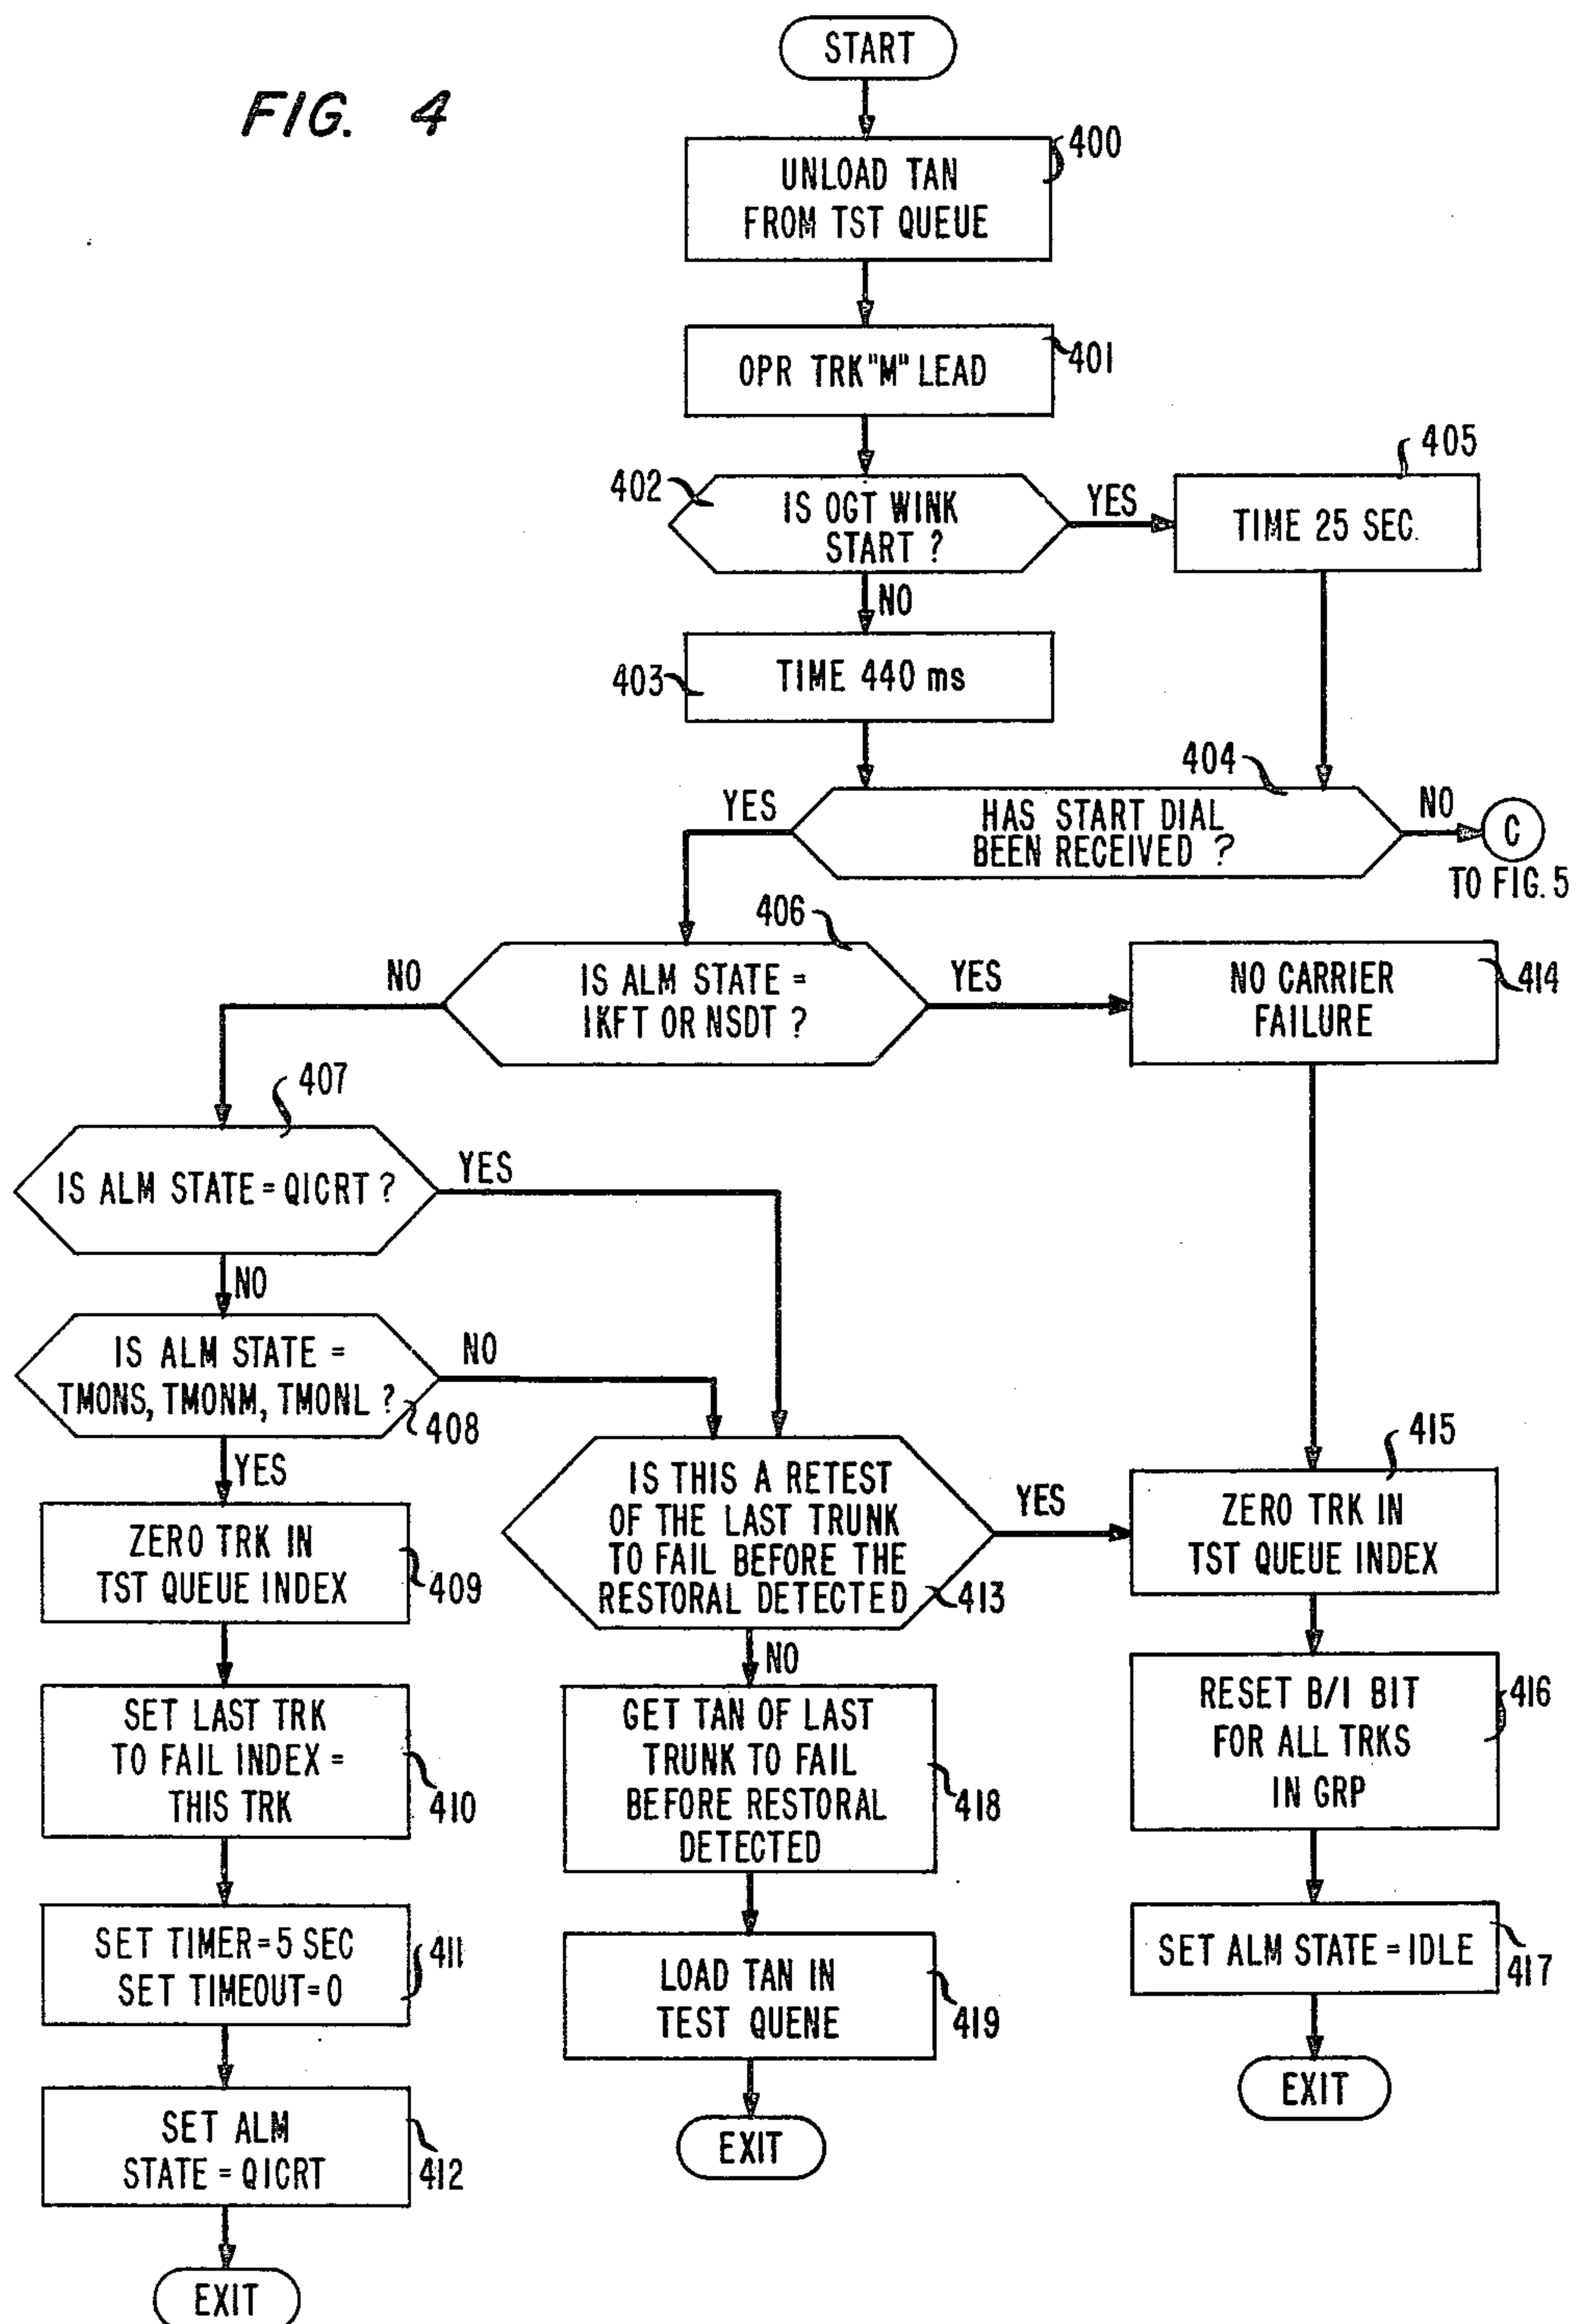 FIG. 4
START
400
UNLOAD TAN
FROM TST QUEUE
OPR TRK "M" LEAD
401
402
IS OGT WINK
START ?
YES
405
TIME 25 SEC.
NO
403
TIME 440 ms
404
HAS START DIAL
BEEN RECEIVED ?
YES
NO
C
TO FIG. 5
406
IS ALM STATE =
IKFT OR NSDT ?
NO
YES
NO CARRIER
FAILURE
414
407
IS ALM STATE = QICRT ?
YES
NO
IS ALM STATE =
TMONS, TMONM, TMONL ?
408
NO
YES
ZERO TRK IN
TST QUEUE INDEX
409
IS THIS A RETEST
OF THE LAST TRUNK
TO FAIL BEFORE THE
RESTORAL DETECTED
413
YES
415
ZERO TRK IN
TST QUEUE INDEX
NO
SET LAST TRK
TO FAIL INDEX =
THIS TRK
410
GET TAN OF LAST
TRUNK TO FAIL
BEFORE RESTORAL
DETECTED
418
RESET B/I BIT
FOR ALL TRKS
IN GRP
416
SET TIMER = 5 SEC
SET TIMEOUT = 0
411
LOAD TAN IN
TEST QUENE
419
SET ALM STATE = IDLE
417
SET ALM
STATE = QICRT
412
EXIT
EXIT
EXIT